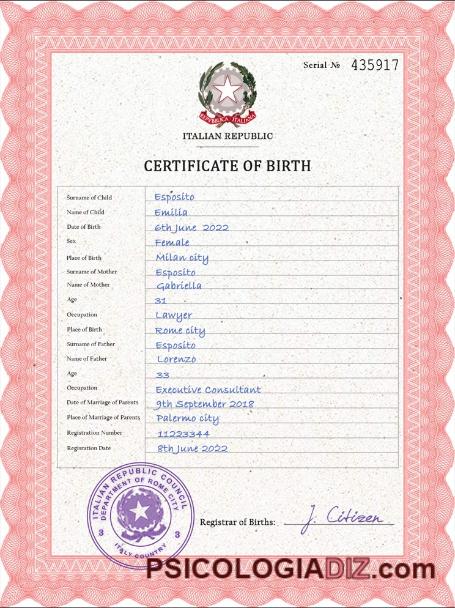 Serial № 435917
REPUBBLICA ITALIANA
ITALIAN REPUBLIC
CERTIFICATE OF BIRTH
Surname of Child Esposito
Name of Child Emilia
Date of Birth 6th June 2022
Sex Female
Place of Birth Milan city
Surname of Mother Esposito
Name of Mother Gabriella
Age 31
Occupation Lawyer
Place of Birth Rome city
Surname of Father Esposito
Name of Father Lorenzo
Age 33
Occupation Executive Consultant
Date of Marriage of Parents 9th September 2018
Place of Marriage of Parents Palermo city
Registration Number 11223344
Registration Date 8th June 2022
ITALIAN REPUBLIC COUNCIL
DEPARTMENT OF ROME CITY
3 3
ITALY COUNTRY
Registrar of Births: J. Citizen
PSICOLOGIADIZ.com